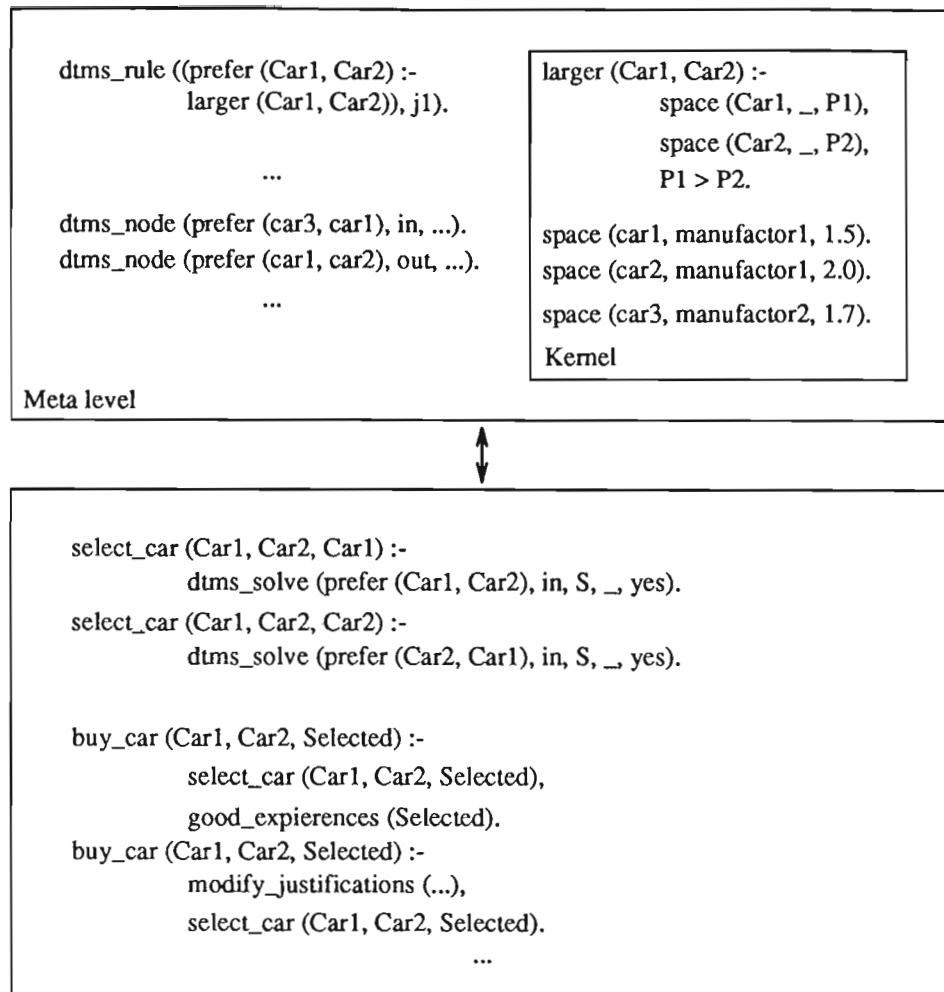 dtms_rule ((prefer (Car1, Car2) :-
larger (Car1, Car2)), j1).
...
dtms_node (prefer (car3, car1), in, ...).
dtms_node (prefer (car1, car2), out, ...).
...
larger (Car1, Car2) :-
space (Car1, _, P1),
space (Car2, _, P2),
P1 > P2.
space (car1, manufactor1, 1.5).
space (car2, manufactor1, 2.0).
space (car3, manufactor2, 1.7).
Kernel
Meta level
select_car (Car1, Car2, Car1) :-
dtms_solve (prefer (Car1, Car2), in, S, _, yes).
select_car (Car1, Car2, Car2) :-
dtms_solve (prefer (Car2, Car1), in, S, _, yes).
buy_car (Car1, Car2, Selected) :-
select_car (Car1, Car2, Selected),
good_expierences (Selected).
buy_car (Car1, Car2, Selected) :-
modify_justifications (...),
select_car (Car1, Car2, Selected).
...